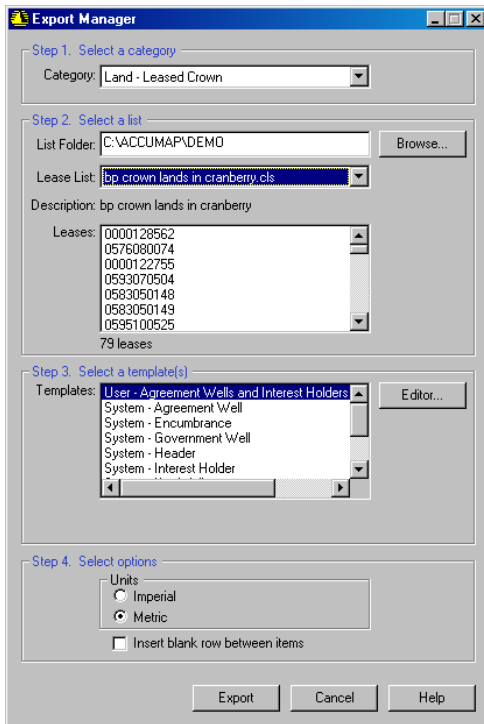 Export Manager
Step 1. Select a category
Category: Land - Leased Crown
Step 2. Select a list
List Folder: C:\ACCUMAP\DEMO Browse...
Lease List: bp crown lands in cranberry.cls
Description: bp crown lands in cranberry
Leases: 0000128562
0576080074
0000122755
0593070504
0583050148
0583050149
0595100525
79 leases
Step 3. Select a template(s)
Templates: User - Agreement Wells and Interest Holders Editor...
System - Agreement Well
System - Encumbrance
System - Government Well
System - Header
System - Interest Holder
Step 4. Select options
Units
Imperial
Metric
Insert blank row between items
Export Cancel Help